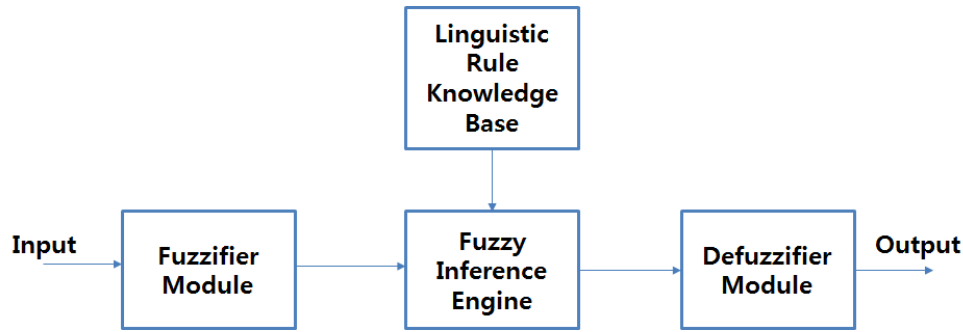 Linguistic
Rule
Knowledge
Base
Input
Fuzzifier
Module
Fuzzy
Inference
Engine
Defuzzifier
Module
Output